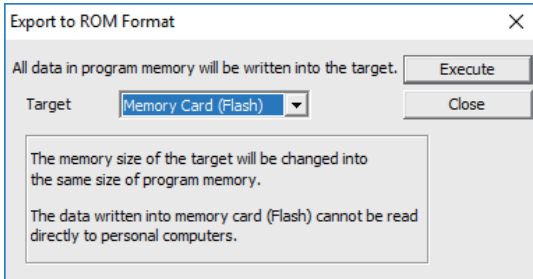 Export to ROM Format
All data in program memory will be written into the target.
Execute
Target
Memory Card (Flash)
Close
The memory size of the target will be changed into
the same size of program memory.
The data written into memory card (Flash) cannot be read
directly to personal computers.